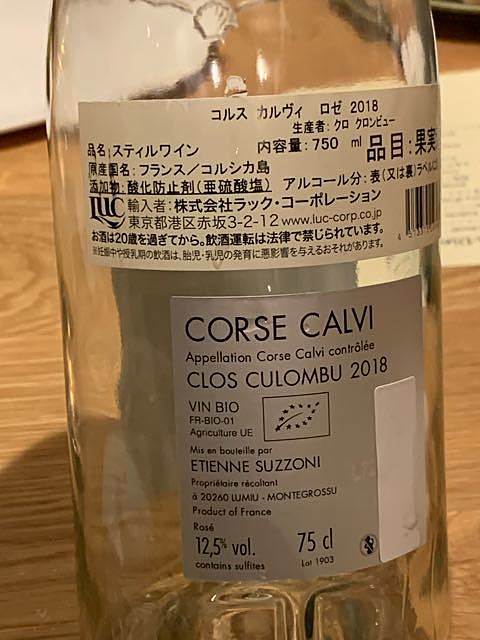 コルス カルヴィ ロゼ 2018
生産者: クロ クロンビュー
品名: スティルワイン 内容量: 750 ml 品目: 果実
原産国名: フランス/コルシカ島
添加物: 酸化防止剤(亜硫酸塩) アルコール分: 表(又は裏)ラベルに
LUC 輸入者: 株式会社ラック・コーポレーション
東京都港区赤坂3-2-12 www.luc-corp.co.jp
お酒は20歳を過ぎてから。飲酒運転は法律で禁じられています。
※妊娠中や授乳期の飲酒は、胎児・乳児の発育に悪影響を与えるおそれがあります。
CORSE CALVI
Appellation Corse Calvi contrôlée
CLOS CULOMBU 2018
VIN BIO
FR-BIO-01
Agriculture UE
Mis en bouteille par
ETIENNE SUZZONI
Propriétaire récoltant
à 20260 LUMIU - MONTEGROSSU
Product of France
Rosé
12,5% vol. 75 cl
contains sulfites Lot 1903